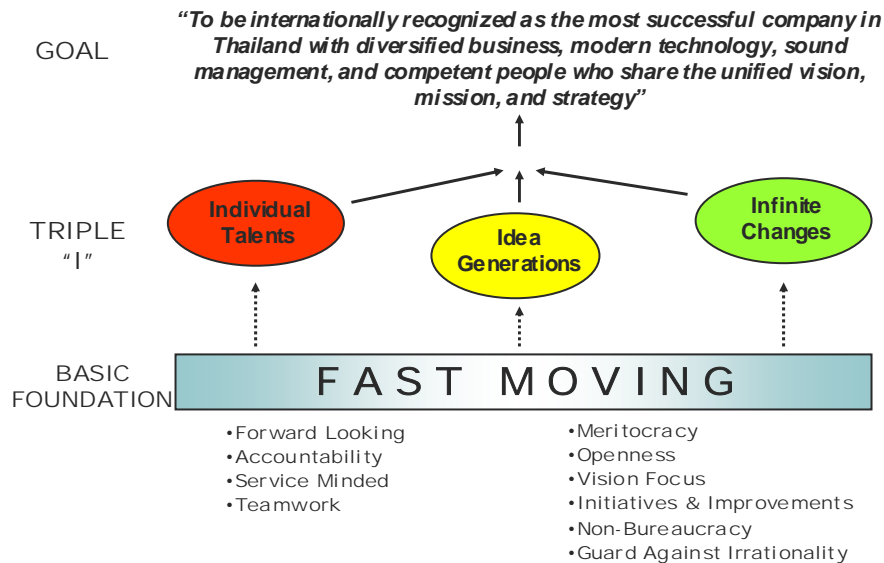 GOAL
“To be internationally recognized as the most successful company in
Thailand with diversified business, modern technology, sound
management, and competent people who share the unified vision,
mission, and strategy”
TRIPLE
“I”
Individual
Talents
Idea
Generations
Infinite
Changes
BASIC
FOUNDATION
FAST MOVING
•Forward Looking
•Accountability
•Service Minded
•Teamwork
•Meritocracy
•Openness
•Vision Focus
•Initiatives & Improvements
•Non-Bureaucracy
•Guard Against Irrationality